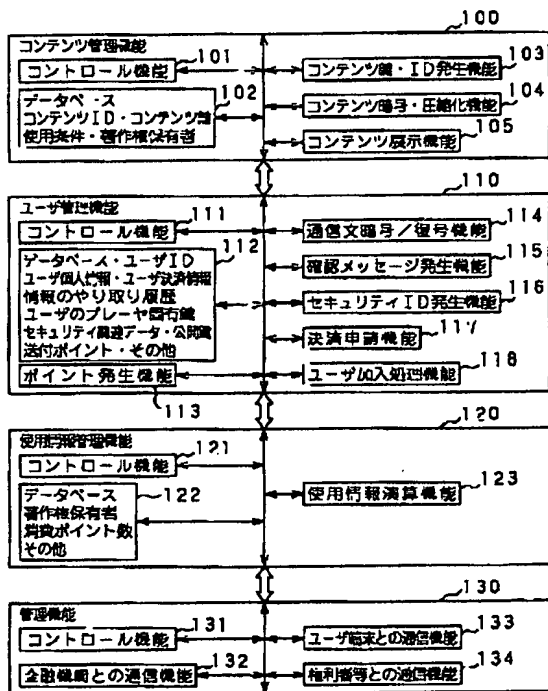 100
コンテンツ管理機能
101
コントロール機能
102
データベース
コンテンツID・コンテンツ鍵
使用条件・著作権保有者
103
コンテンツ鍵・ID発生機能
104
コンテンツ暗号・圧縮化機能
105
コンテンツ展示機能
110
ユーザ管理機能
111
コントロール機能
112
データベース・ユーザID
ユーザ個人情報・ユーザ決済情報
情報のやり取り履歴
ユーザのプレーヤ固有鍵
セキュリティ関連データ・公開鍵
送付ポイント・その他
ポイント発生機能
113
114
通信文暗号/復号機能
115
確認メッセージ発生機能
116
セキュリティID発生機能
117
決済申請機能
118
ユーザ加入処理機能
120
使用情報管理機能
121
コントロール機能
122
データベース
著作権保有者
消費ポイント数
その他
123
使用情報演算機能
130
管理機能
131
コントロール機能
132
金融機関との通信機能
133
ユーザ端末との通信機能
134
権利者等との通信機能